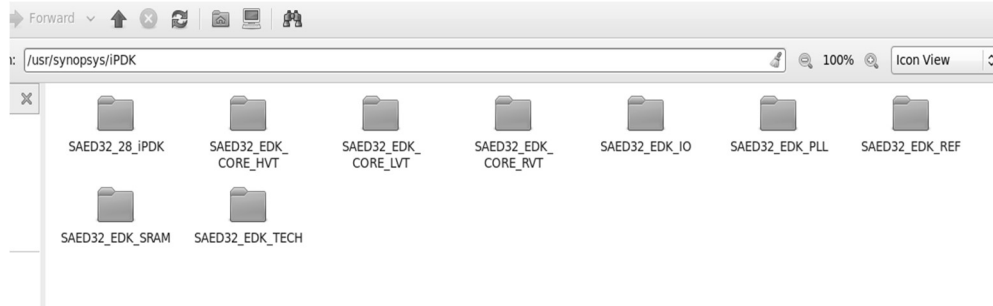 Forward
: /usr/synopsys/iPDK
100%
Icon View
SAED32_28_iPDK
SAED32_EDK_
CORE_HVT
SAED32_EDK_
CORE_LVT
SAED32_EDK_
CORE_RVT
SAED32_EDK_IO
SAED32_EDK_PLL
SAED32_EDK_REF
SAED32_EDK_SRAM
SAED32_EDK_TECH